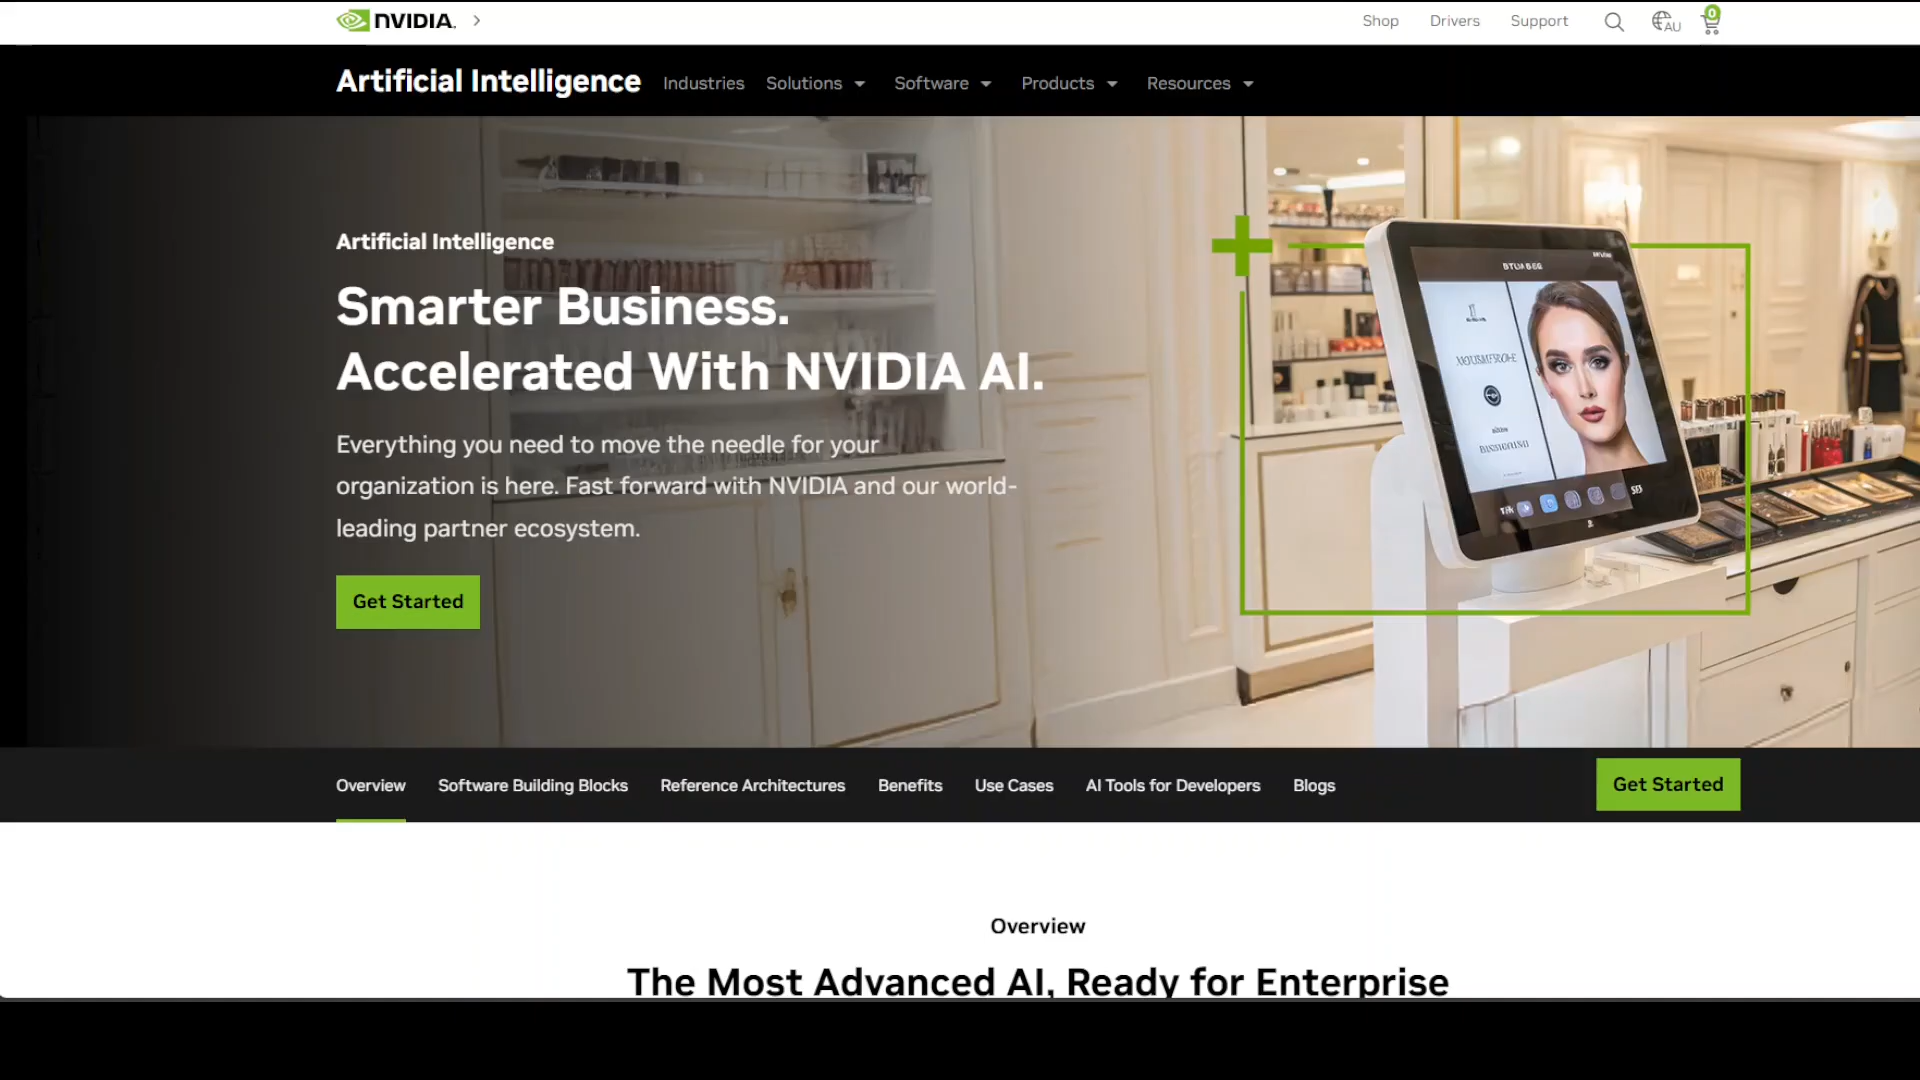 NVIDIA.
Shop Drivers Support AU 0
Artificial Intelligence Industries Solutions Software Products Resources
Artificial Intelligence
Smarter Business.
Accelerated With NVIDIA AI.
Everything you need to move the needle for your
organization is here. Fast forward with NVIDIA and our world-
leading partner ecosystem.
Get Started
Overview Software Building Blocks Reference Architectures Benefits Use Cases AI Tools for Developers Blogs Get Started
Overview
The Most Advanced AI, Ready for Enterprise